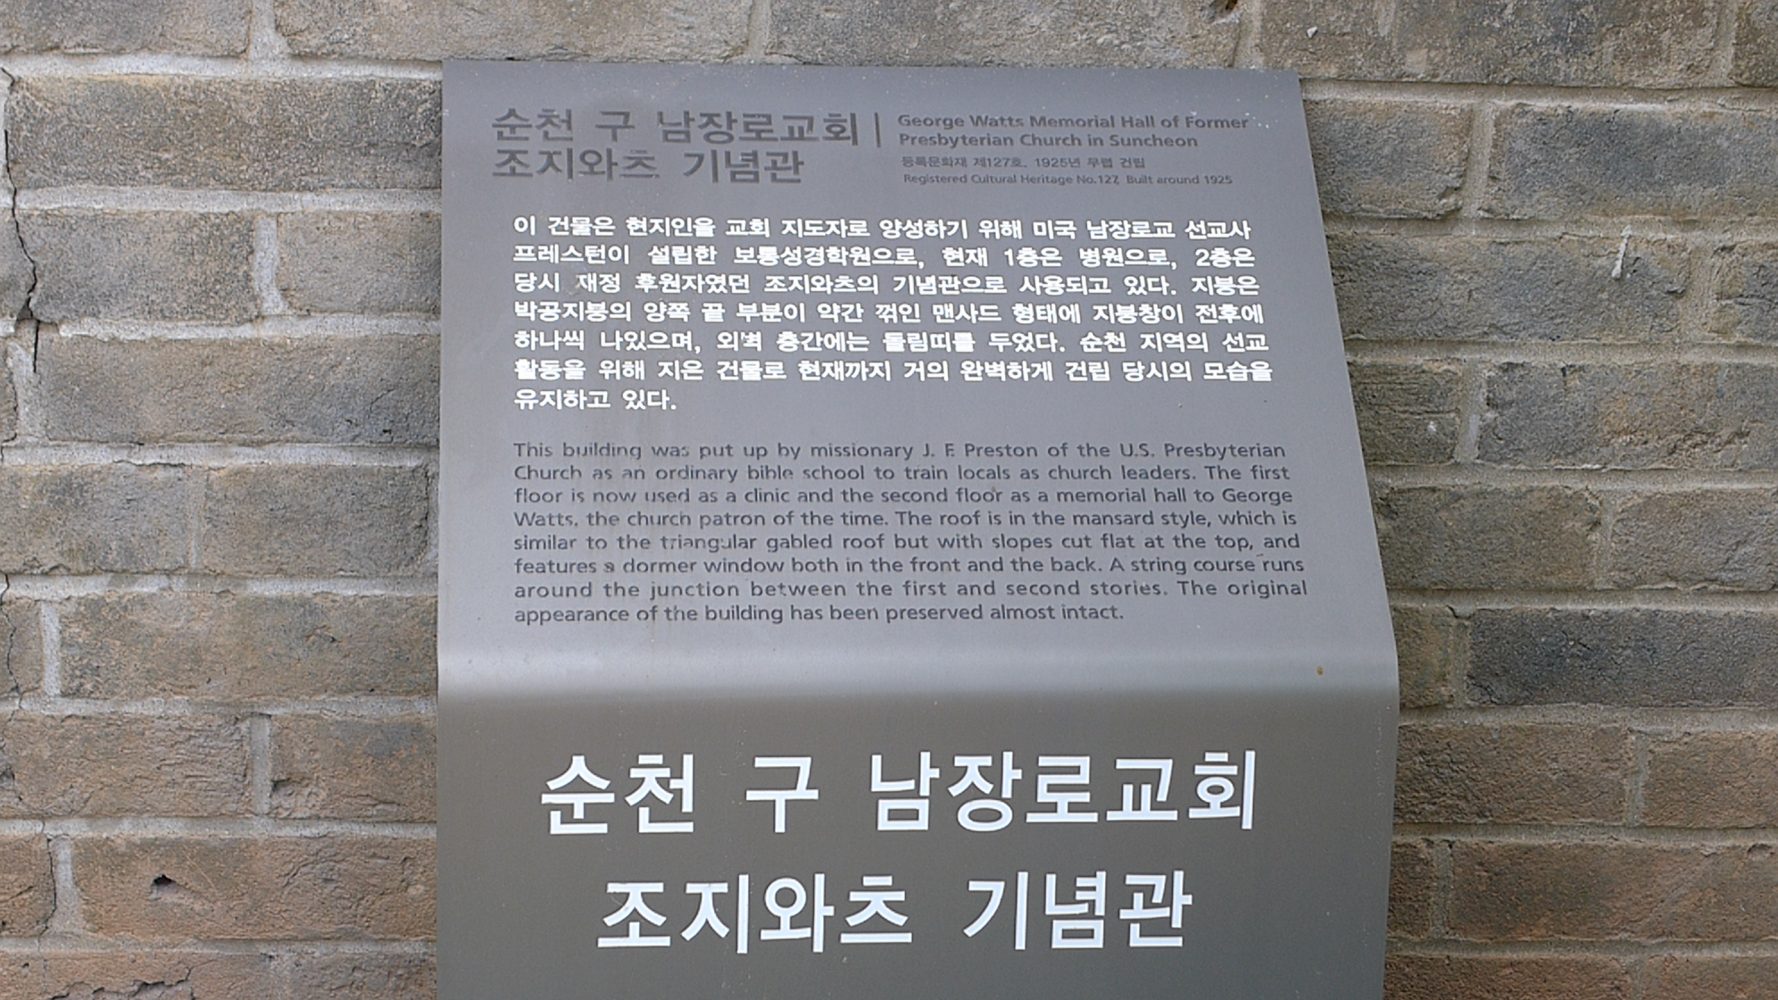 순천 구 남장로교회
조지와츠 기념관
George Watts Memorial Hall of Former
Presbyterian Church in Suncheon
등록문화재 제127호, 1925년 무렵 건립
Registered Cultural Heritage No.127, Built around 1925
이 건물은 현지인을 교회 지도자로 양성하기 위해 미국 남장로교 선교사
프레스턴이 설립한 보통성경학원으로, 현재 1층은 병원으로, 2층은
당시 재정 후원자였던 조지와츠의 기념관으로 사용되고 있다. 지붕은
박공지붕의 양쪽 끝 부분이 약간 꺾인 맨사드 형태에 지붕창이 전후에
하나씩 나있으며, 외벽 층간에는 돌림띠를 두었다. 순천 지역의 선교
활동을 위해 지은 건물로 현재까지 거의 완벽하게 건립 당시의 모습을
유지하고 있다.
This building was put up by missionary J. F. Preston of the U.S. Presbyterian
Church as an ordinary bible school to train locals as church leaders. The first
floor is now used as a clinic and the second floor as a memorial hall to George
Watts, the church patron of the time. The roof is in the mansard style, which is
similar to the triangular gabled roof but with slopes cut flat at the top, and
features a dormer window both in the front and the back. A string course runs
around the junction between the first and second stories. The original
appearance of the building has been preserved almost intact.
순천 구 남장로교회
조지와츠 기념관